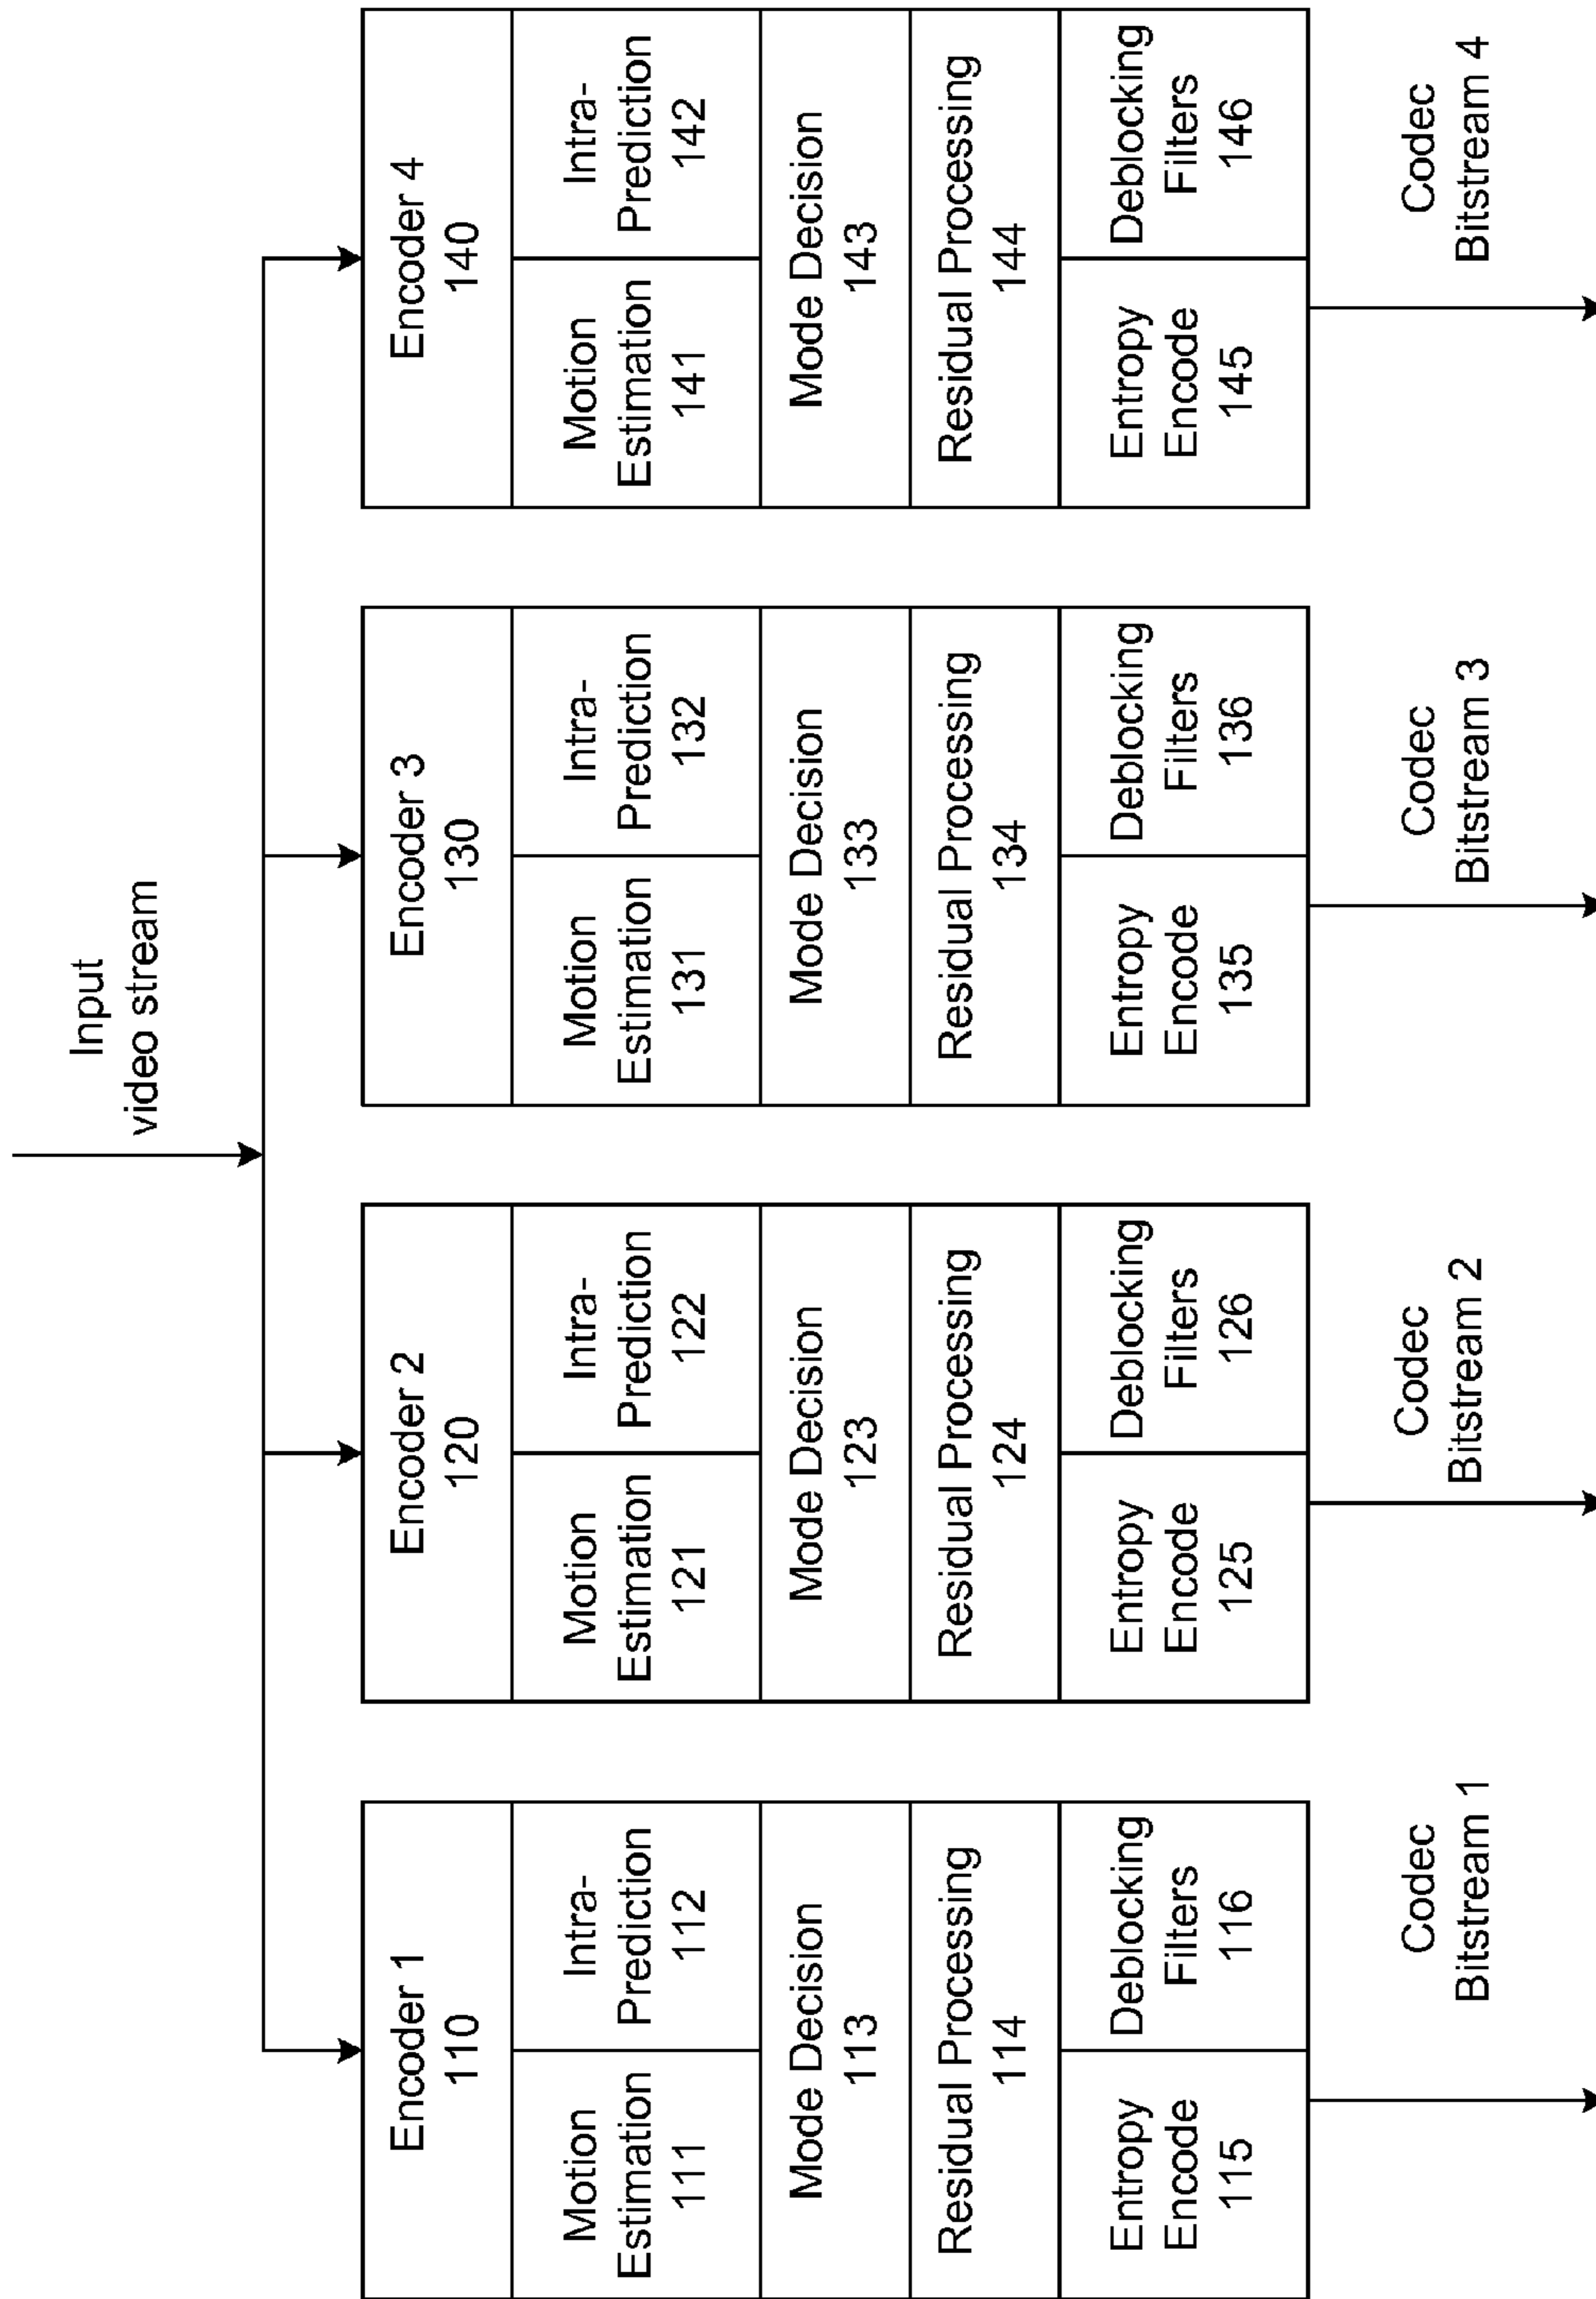 Input
video stream
Encoder 1
110
Motion
Estimation
111
Intra-
Prediction
112
Mode Decision
113
Residual Processing
114
Entropy
Encode
115
Deblocking
Filters
116
Codec
Bitstream 1
Encoder 2
120
Motion
Estimation
121
Intra-
Prediction
122
Mode Decision
123
Residual Processing
124
Entropy
Encode
125
Deblocking
Filters
126
Codec
Bitstream 2
Encoder 3
130
Motion
Estimation
131
Intra-
Prediction
132
Mode Decision
133
Residual Processing
134
Entropy
Encode
135
Deblocking
Filters
136
Codec
Bitstream 3
Encoder 4
140
Motion
Estimation
141
Intra-
Prediction
142
Mode Decision
143
Residual Processing
144
Entropy
Encode
145
Deblocking
Filters
146
Codec
Bitstream 4